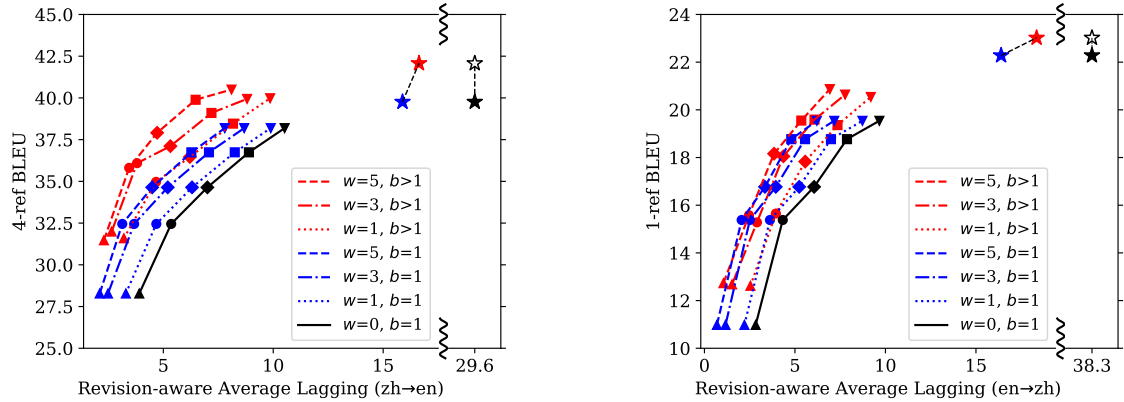 45.0
42.5
40.0
37.5
35.0
32.5
30.0
27.5
25.0
4-ref BLEU
w=5, b>1
w=3, b>1
w=1, b>1
w=5, b=1
w=3, b=1
w=1, b=1
w=0, b=1
5 10 15 29.6
Revision-aware Average Lagging (zh→en)
24
22
20
18
16
14
12
10
1-ref BLEU
w=5, b>1
w=3, b>1
w=1, b>1
w=5, b=1
w=3, b=1
w=1, b=1
w=0, b=1
0 5 10 15 38.3
Revision-aware Average Lagging (en→zh)